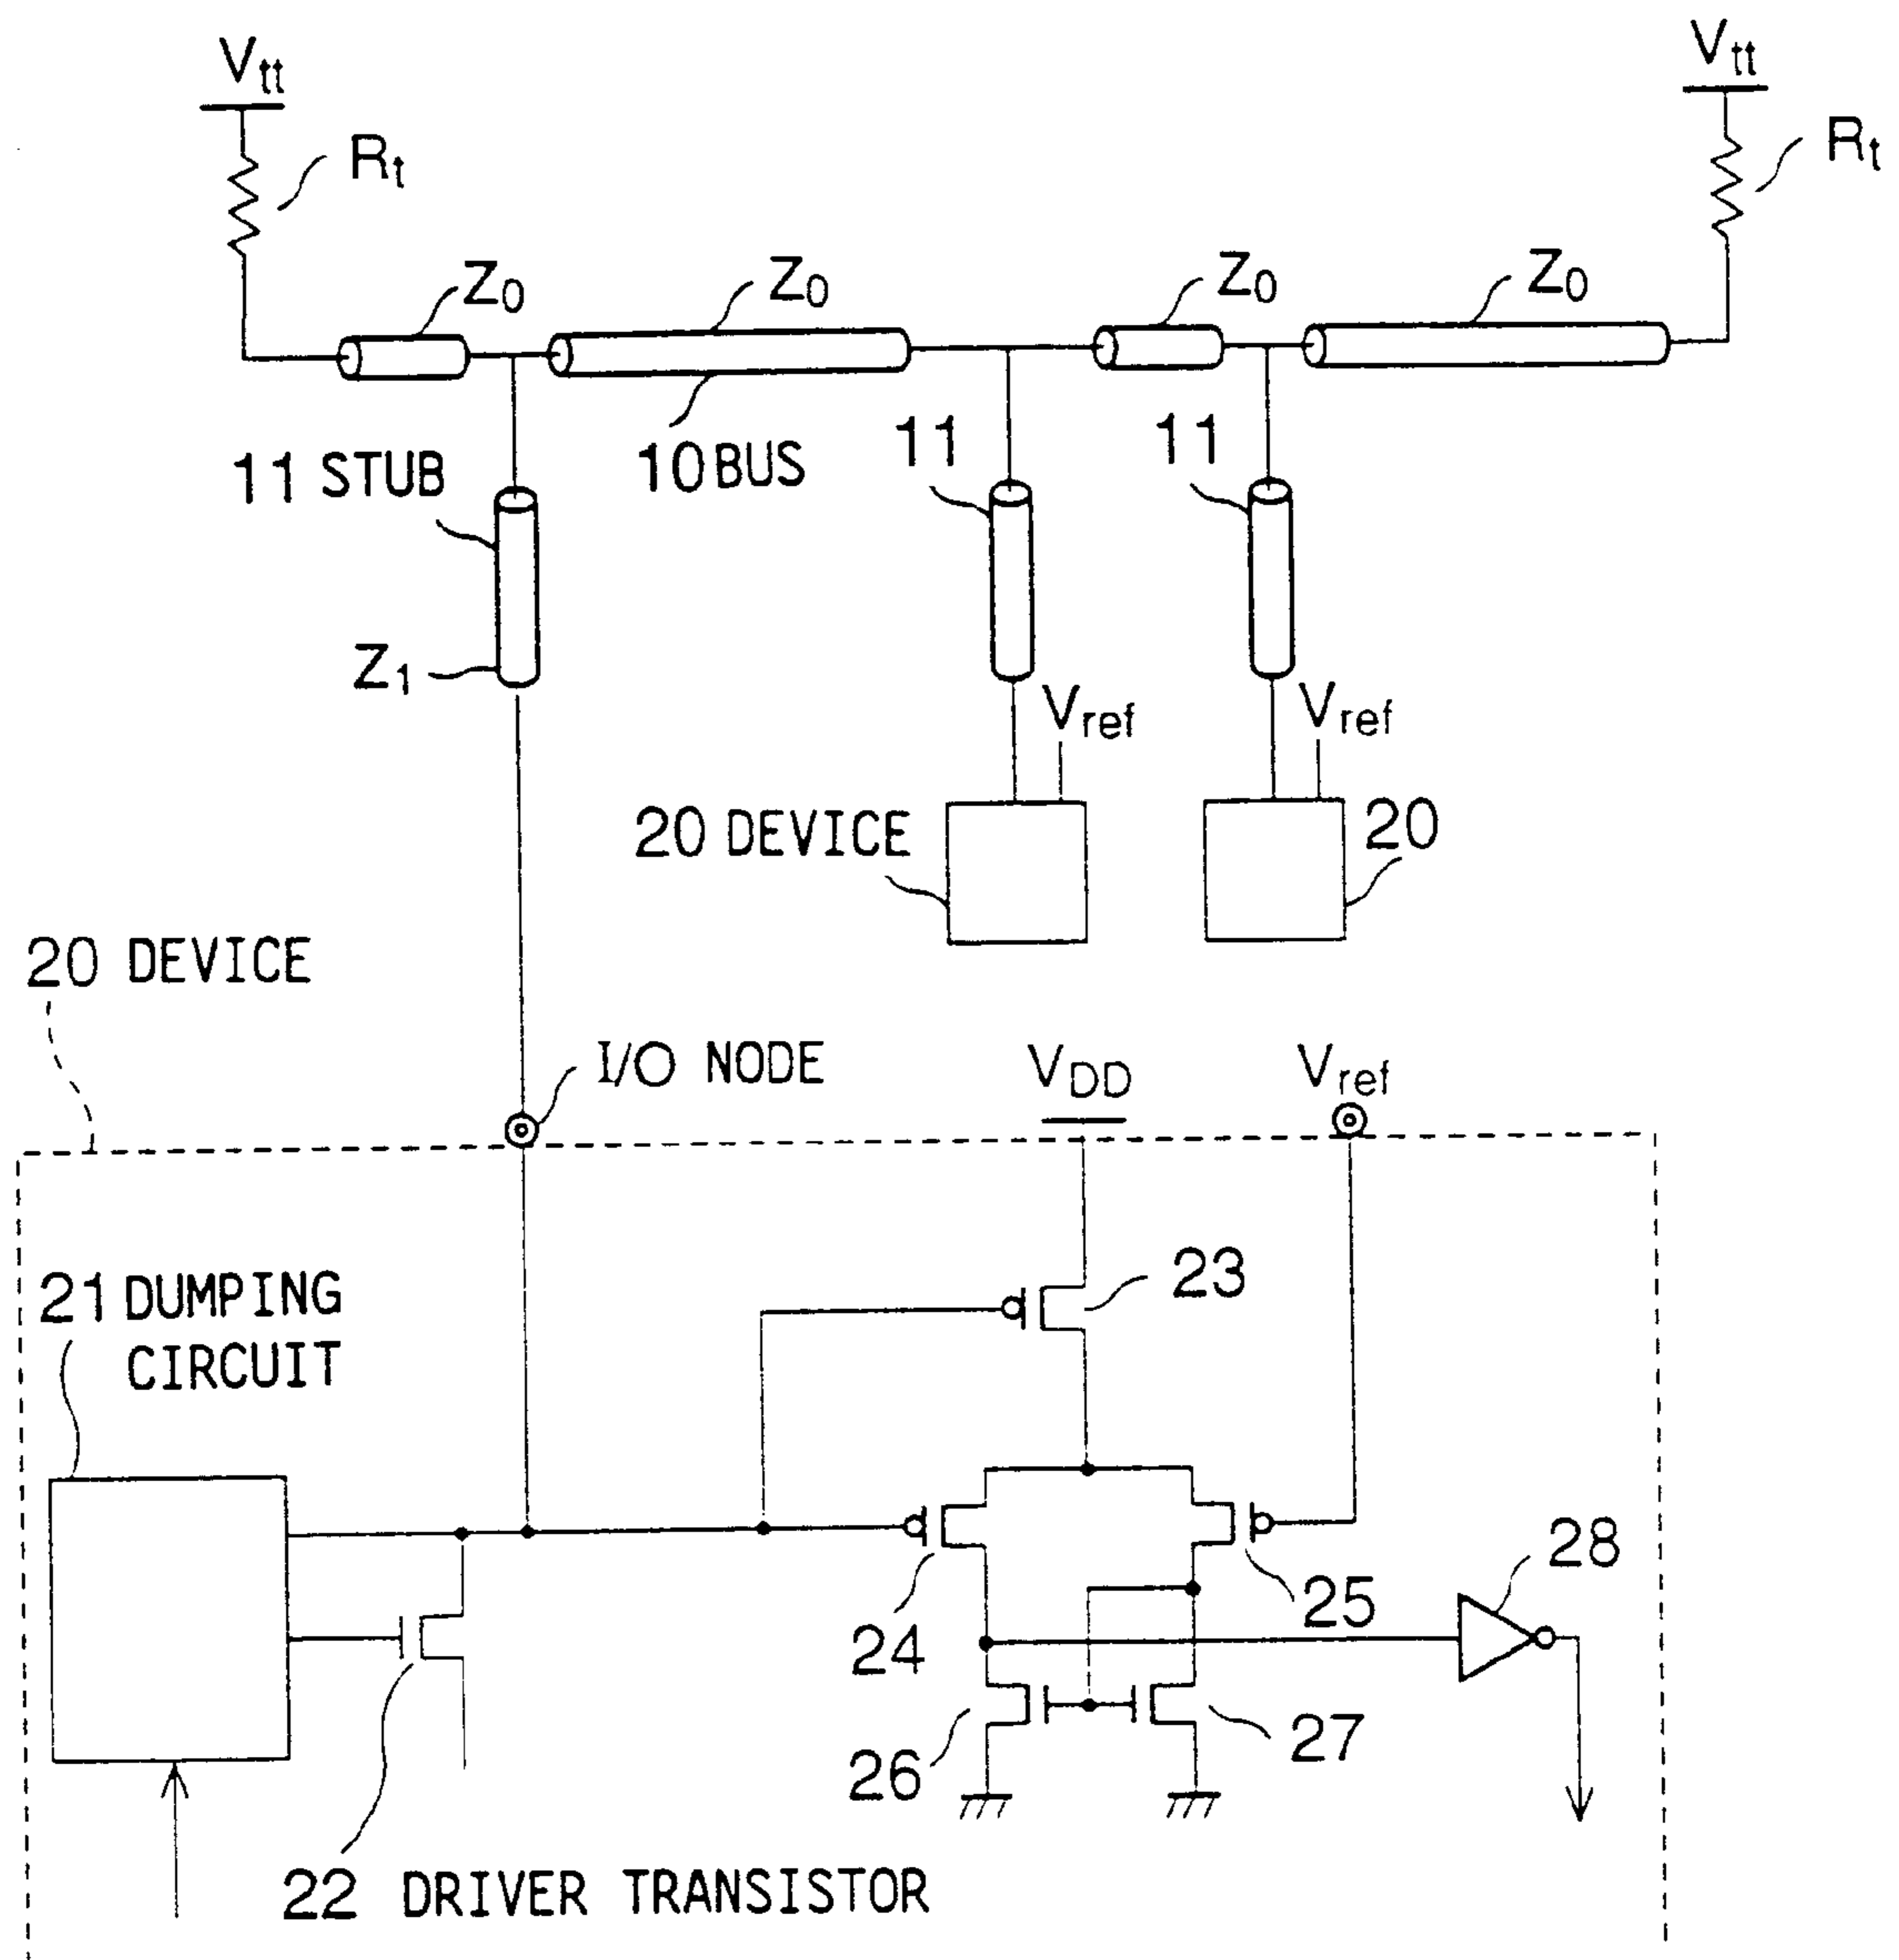 Vtt
Vtt
Rt
Rt
Z0
Z0
Z0
Z0
11 STUB
10 BUS
11
11
Z1
Vref
Vref
20 DEVICE
20
20 DEVICE
I/O NODE
VDD
Vref
21 DUMPING
CIRCUIT
23
24
25
28
26
27
22 DRIVER TRANSISTOR